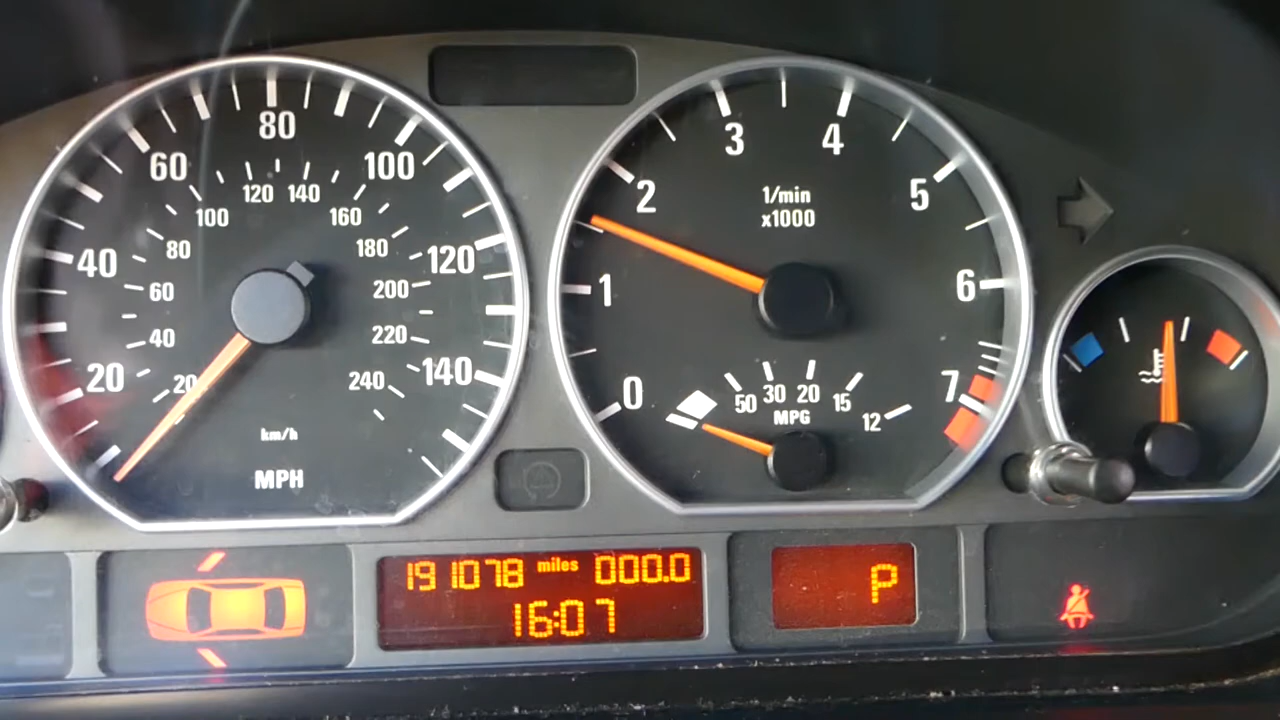 20 40 60 80 100 120 140
20 40 60 80 100 120 140 160 180 200 220 240
km/h
MPH
0 1 2 3 4 5 6 7
1/min
x1000
50 30 20 15 12
MPG
191078 miles 000.0
16:07
P